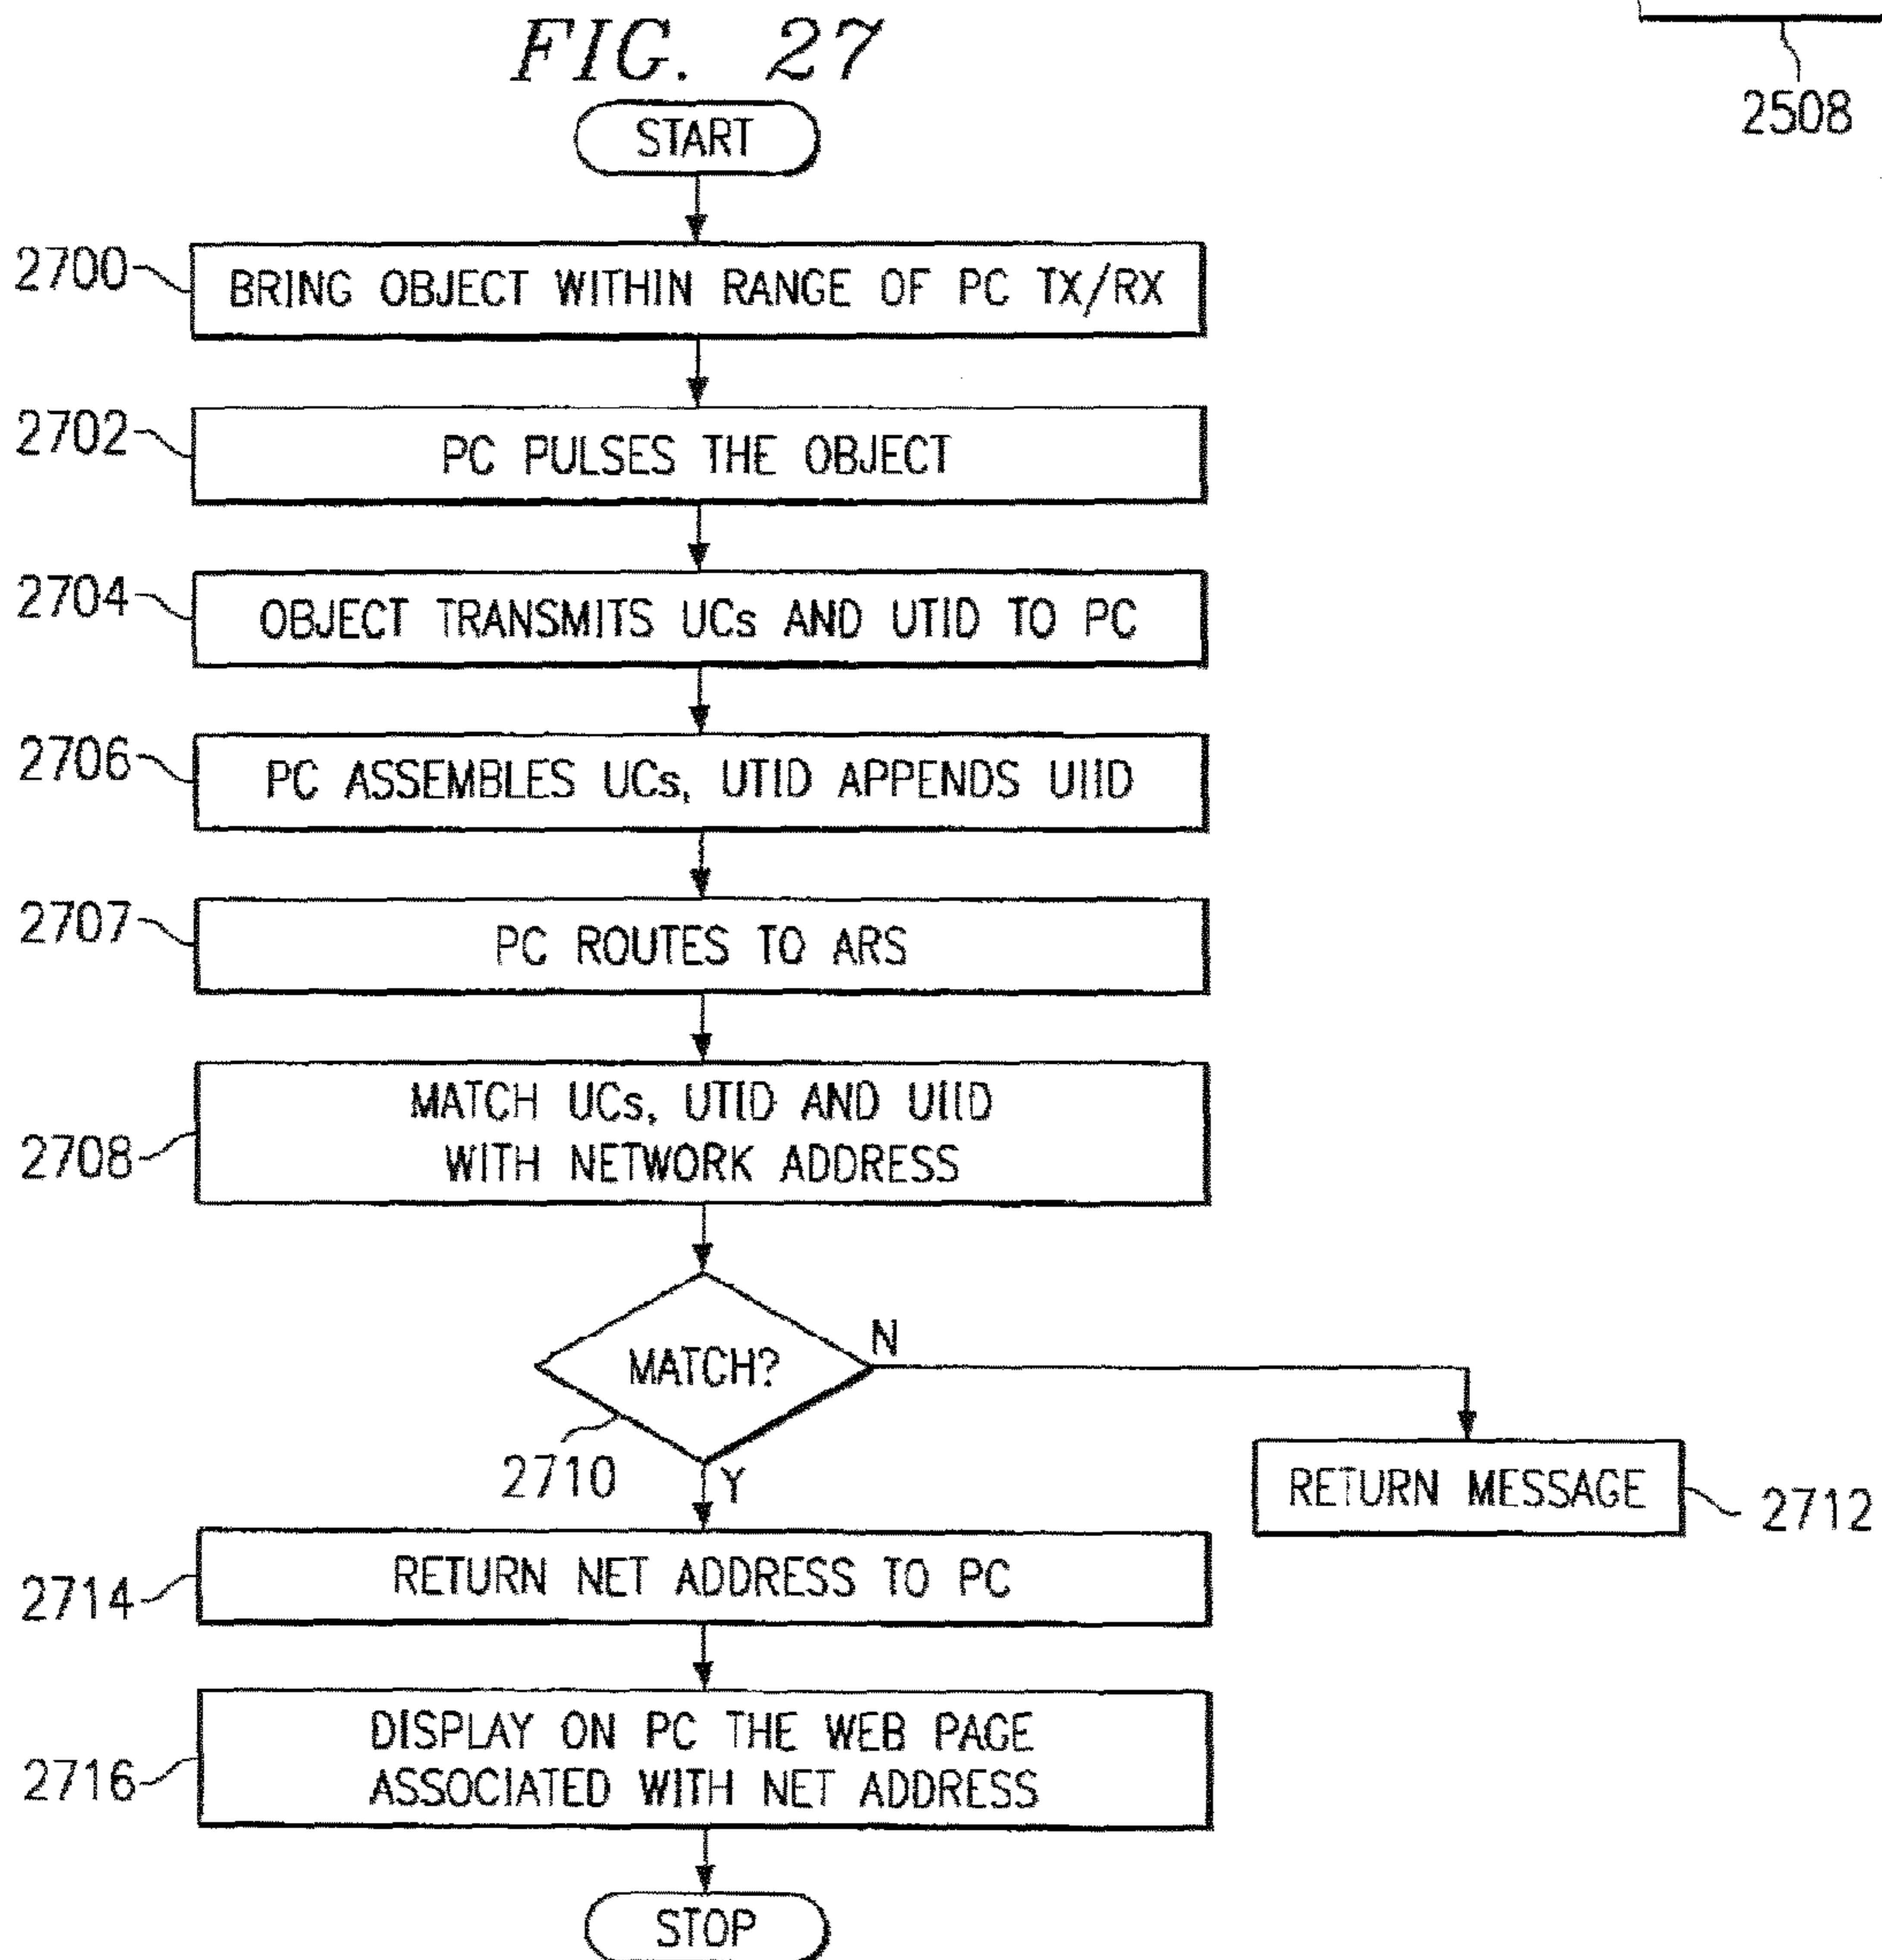 FIG. 27
2508
START
2700
BRING OBJECT WITHIN RANGE OF PC TX/RX
2702
PC PULSES THE OBJECT
2704
OBJECT TRANSMITS UCs AND UTID TO PC
2706
PC ASSEMBLES UCs, UTID APPENDS UIID
2707
PC ROUTES TO ARS
2708
MATCH UCs, UTID AND UIID
WITH NETWORK ADDRESS
MATCH?
N
2710
Y
RETURN MESSAGE
2712
2714
RETURN NET ADDRESS TO PC
2716
DISPLAY ON PC THE WEB PAGE
ASSOCIATED WITH NET ADDRESS
STOP